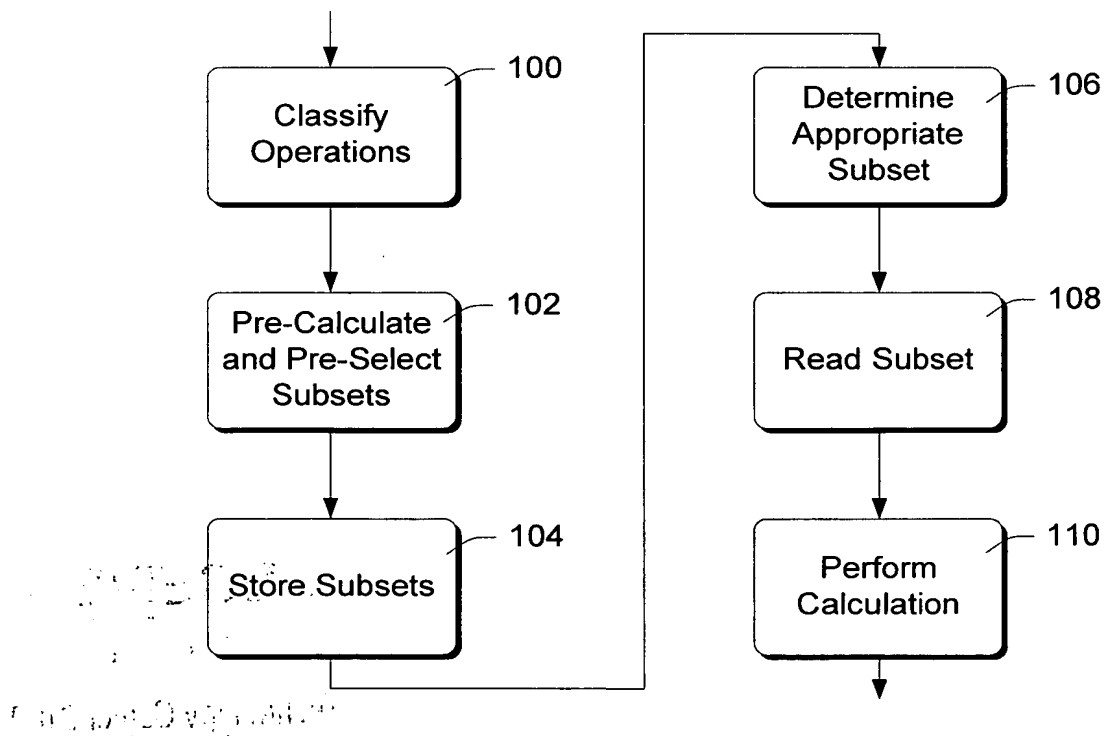 100
Classify
Operations
102
Pre-Calculate
and Pre-Select
Subsets
104
Store Subsets
106
Determine
Appropriate
Subset
108
Read Subset
110
Perform
Calculation